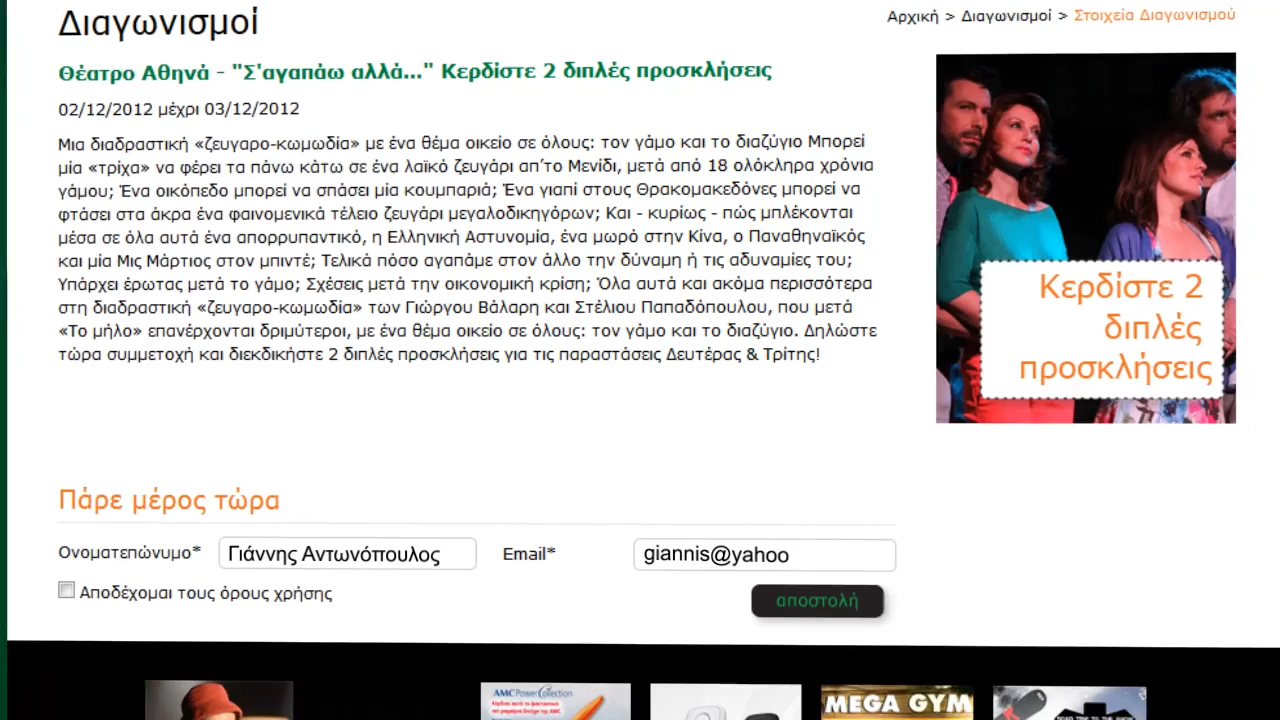 Διαγωνισμοί
Αρχική > Διαγωνισμοί > Στοιχεία Διαγωνισμού
Θέατρο Αθηνά - "Σ'αγαπάω αλλά..." Κερδίστε 2 διπλές προσκλήσεις
02/12/2012 μέχρι 03/12/2012
Μια διαδραστική «ζευγαρο-κωμωδία» με ένα θέμα οικείο σε όλους: τον γάμο και το διαζύγιο Μπορεί
μία «τρίχα» να φέρει τα πάνω κάτω σε ένα λαϊκό ζευγάρι απ’το Μενίδι, μετά από 18 ολόκληρα χρόνια
γάμου; Ένα οικόπεδο μπορεί να σπάσει μία κουμπαριά; Ένα γιαπί στους Θρακομακεδόνες μπορεί να
φτάσει στα άκρα ένα φαινομενικά τέλειο ζευγάρι μεγαλοδικηγόρων; Και - κυρίως - πώς μπλέκονται
μέσα σε όλα αυτά ένα απορρυπαντικό, η Ελληνική Αστυνομία, ένα μωρό στην Κίνα, ο Παναθηναϊκός
και μία Μις Μάρτιος στον μπιντέ; Τελικά πόσο αγαπάμε στον άλλο την δύναμη ή τις αδυναμίες του;
Υπάρχει έρωτας μετά το γάμο; Σχέσεις μετά την οικονομική κρίση; Όλα αυτά και ακόμα περισσότερα
στη διαδραστική «ζευγαρο-κωμωδία» των Γιώργου Βάλαρη και Στέλιου Παπαδόπουλου, που μετά
«Το μήλο» επανέρχονται δριμύτεροι, με ένα θέμα οικείο σε όλους: τον γάμο και το διαζύγιο. Δηλώστε
τώρα συμμετοχή και διεκδικήστε 2 διπλές προσκλήσεις για τις παραστάσεις Δευτέρας & Τρίτης!
Κερδίστε 2
διπλές
προσκλήσεις
Πάρε μέρος τώρα
Ονοματεπώνυμο* Γιάννης Αντωνόπουλος Email* giannis@yahoo
Αποδέχομαι τους όρους χρήσης
αποστολή
AMC PowerCollection
MEGA GYM